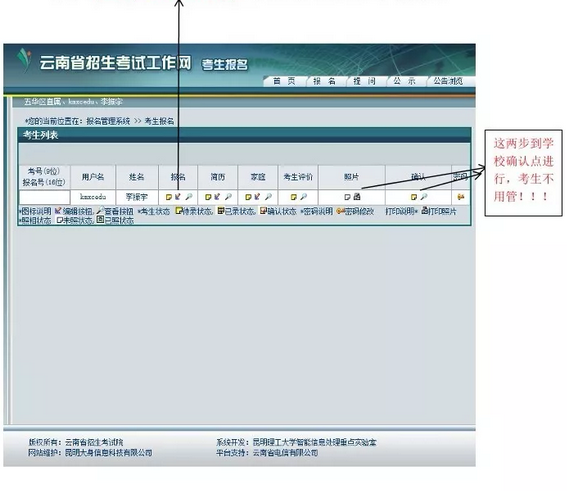 云南省招生考试工作网 考生报名
首 页 报 名 提 问 公 示 公告浏览
五华区直属、kmxcedu、李振宇
*您的当前位置在：报名管理系统 >> 考生报名
考生列表
考号(9位)
报名号(16位) 用户名 姓名 报名 简历 家庭 考生评价 照片 确认 密码
kmxcedu 李振宇
*图标说明 编辑按钮, 查看按钮 *考生状态 待录状态, 已录状态, 确认状态 *密码说明 密码修改 打印说明* 打印照片
*照相状态 未照状态, 已照状态
这两步到学
校确认点进
行，考生不
用管！！！
版权所有：云南省招生考试院 系统开发：昆明理工大学智能信息处理重点实验室
网站维护：昆明大身信息科技有限公司 平台支持：云南省电信有限公司